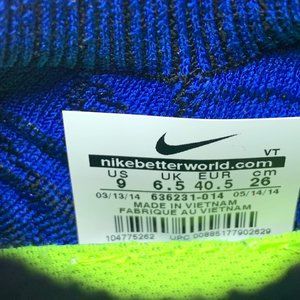 VT
nikebetterworld.com
US UK EUR cm
9 6.5 40.5 26
03/13/14 636231-014 05/14/14
MADE IN VIETNAM
FABRIQUE AU VIETNAM
104775262 UPC 00885177902629